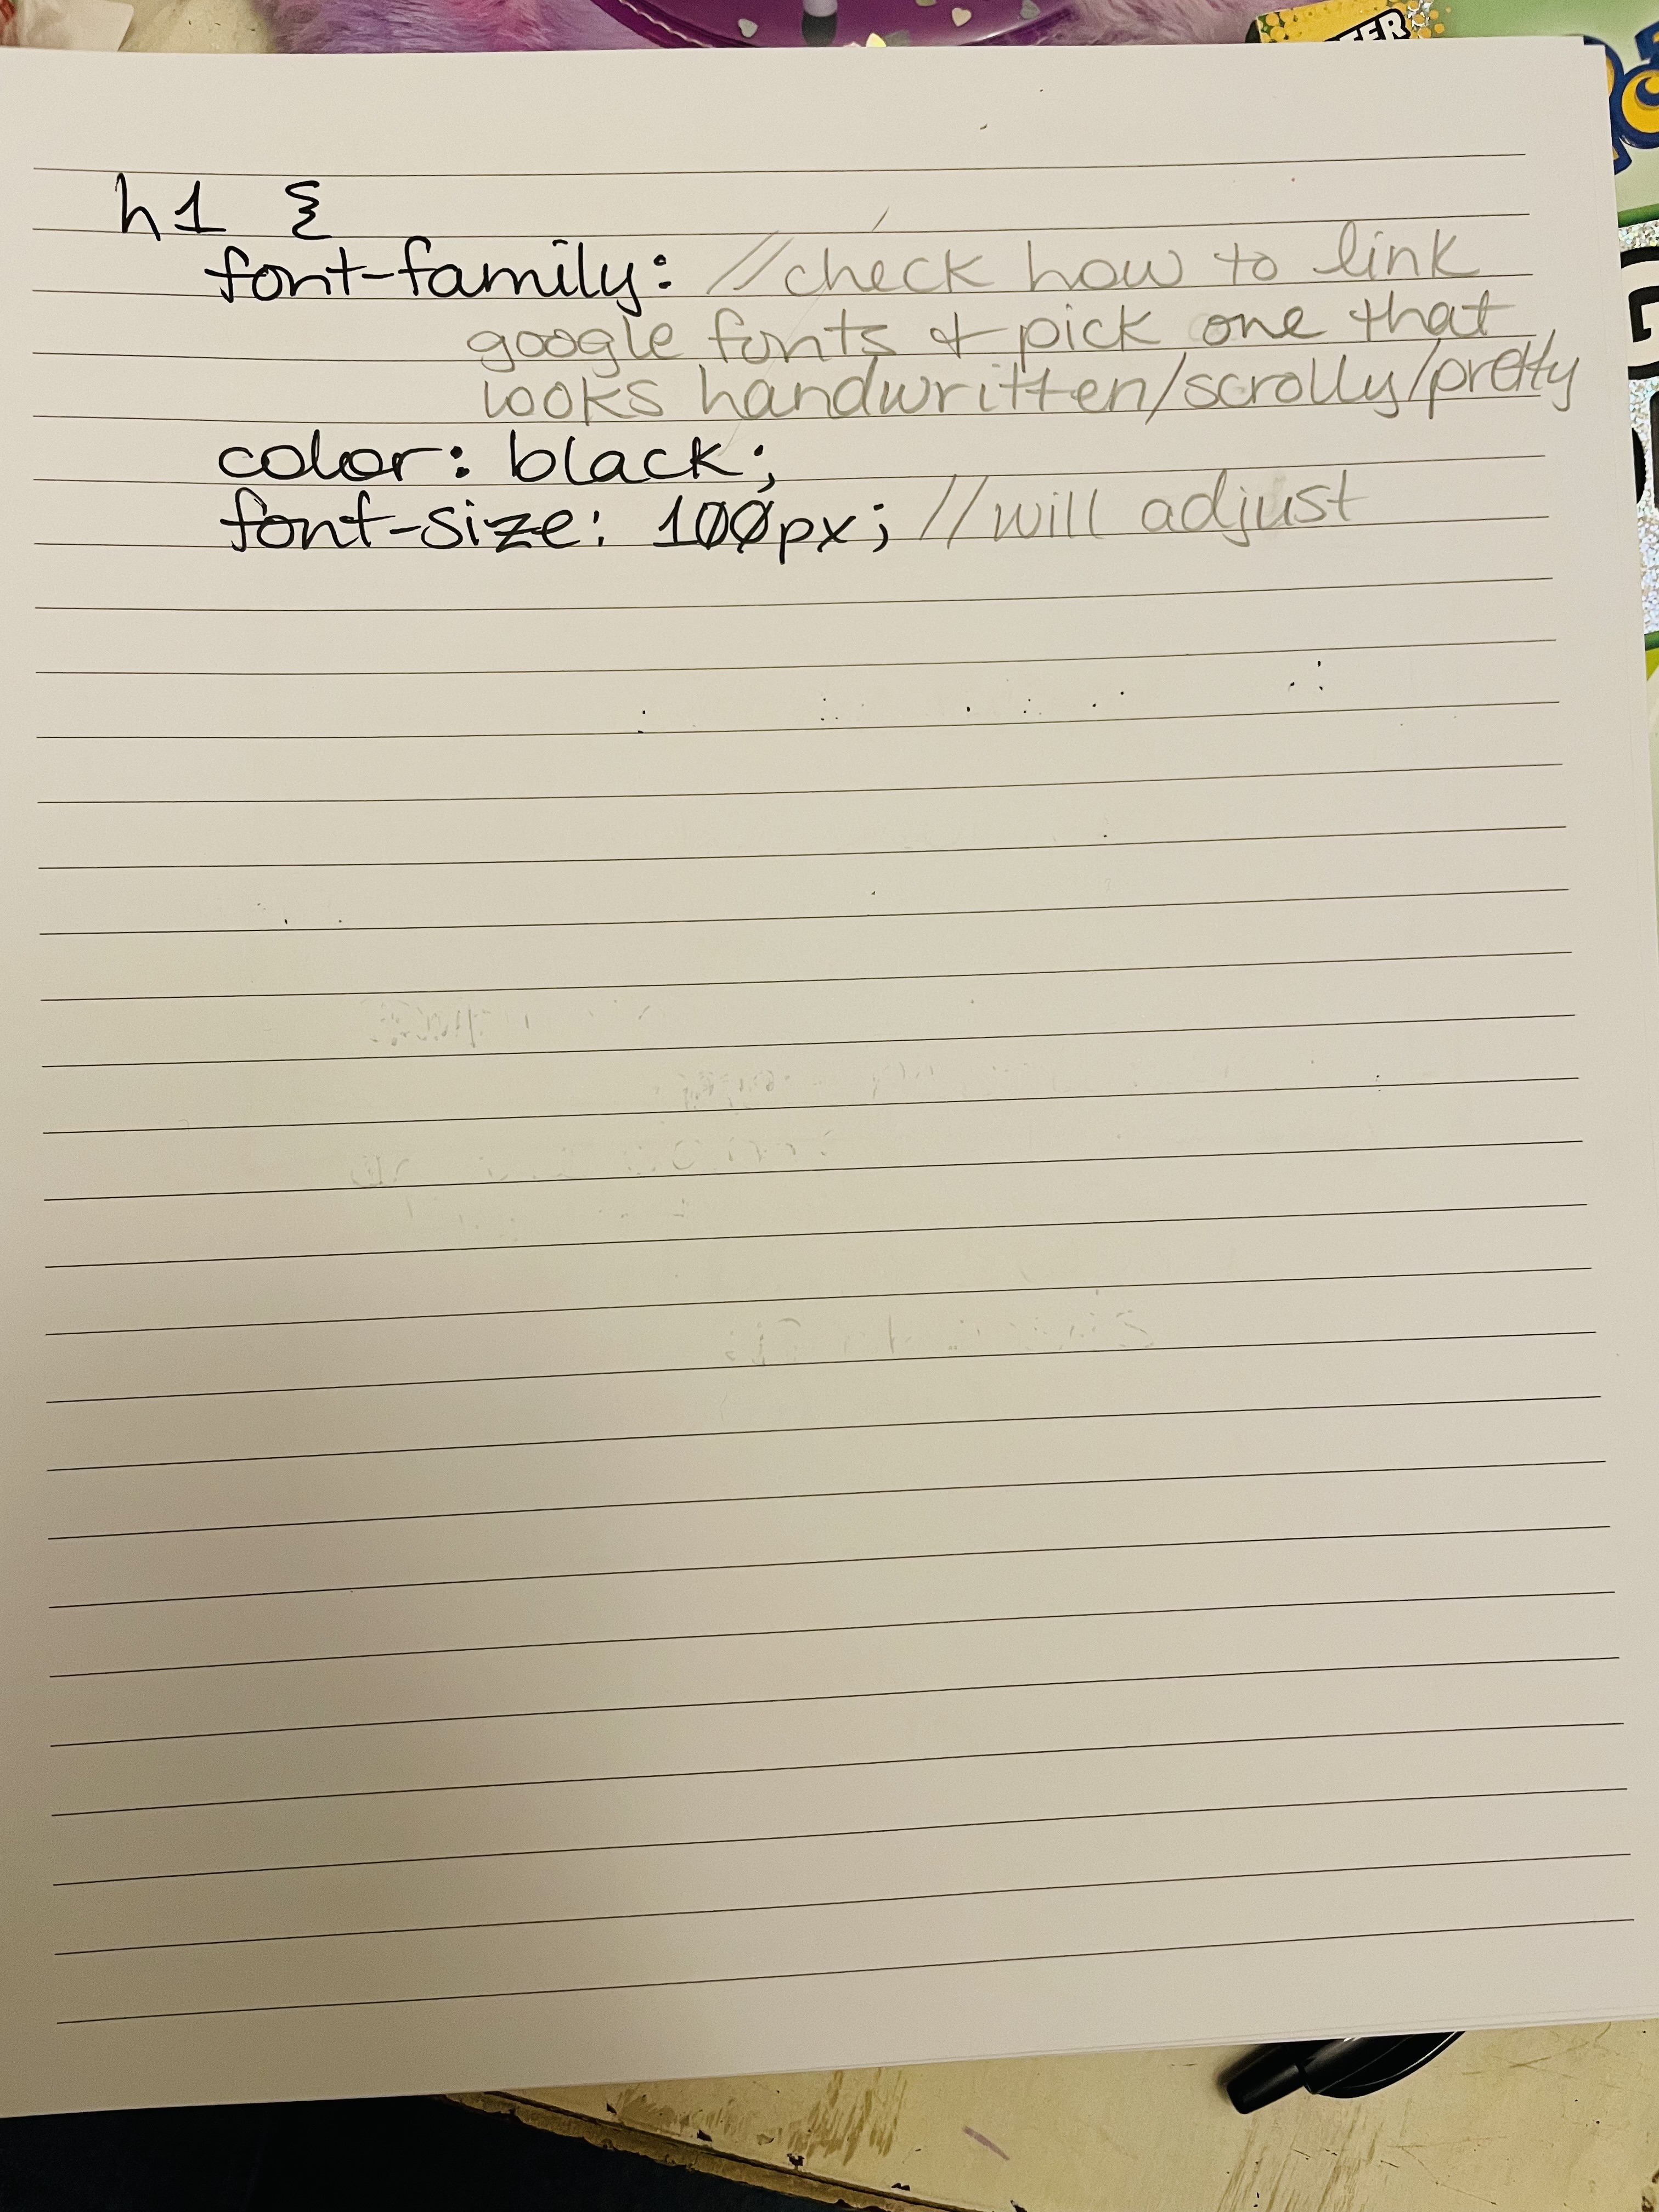 h1 {
font-family: //check how to link
google fonts & pick one that
looks handwritten/scrolly/pretty
color: black;
font-size: 100px; //will adjust